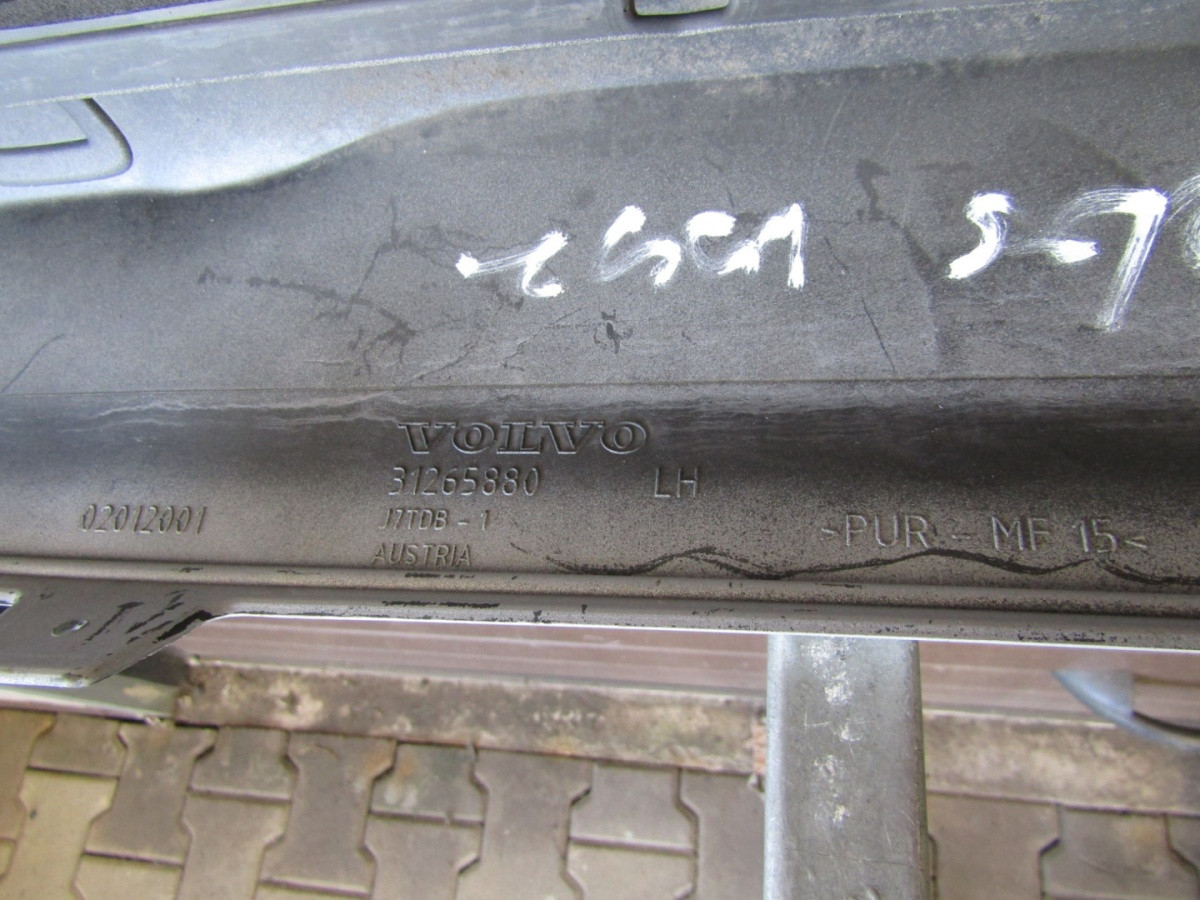 VOLVO
31265880 LH
02012001 J7TDB - 1 >PUR - MF 15<
AUSTRIA